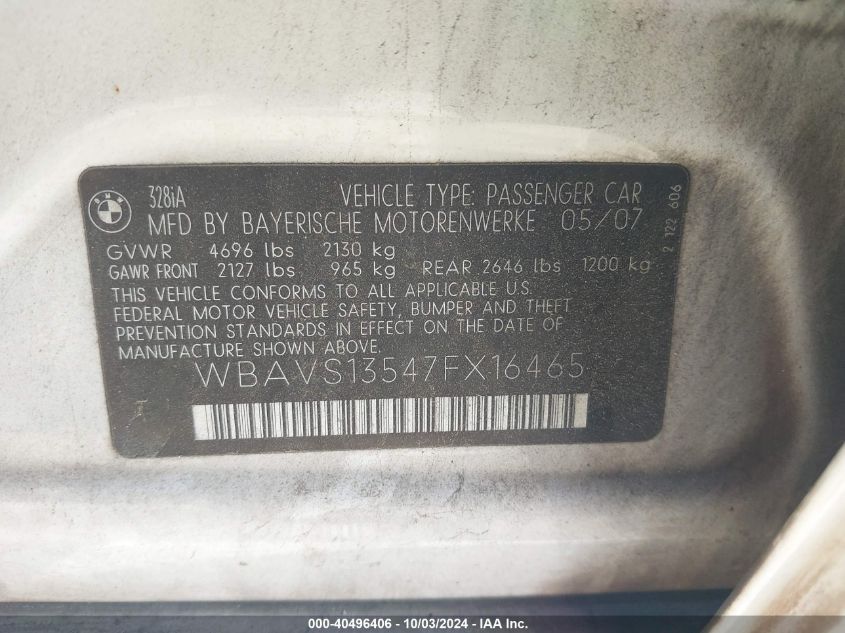 328iA VEHICLE TYPE: PASSENGER CAR
MFD BY BAYERISCHE MOTORENWERKE 05/07
GVWR 4696 lbs 2130 kg
GAWR FRONT 2127 lbs 965 kg REAR 2646 lbs 1200 kg
THIS VEHICLE CONFORMS TO ALL APPLICABLE U.S.
FEDERAL MOTOR VEHICLE SAFETY, BUMPER AND THEFT
PREVENTION STANDARDS IN EFFECT ON THE DATE OF
MANUFACTURE SHOWN ABOVE.
WBAVS13547FX16465
2 122 606
BMW
000-40496406 - 10/03/2024 - IAA Inc.